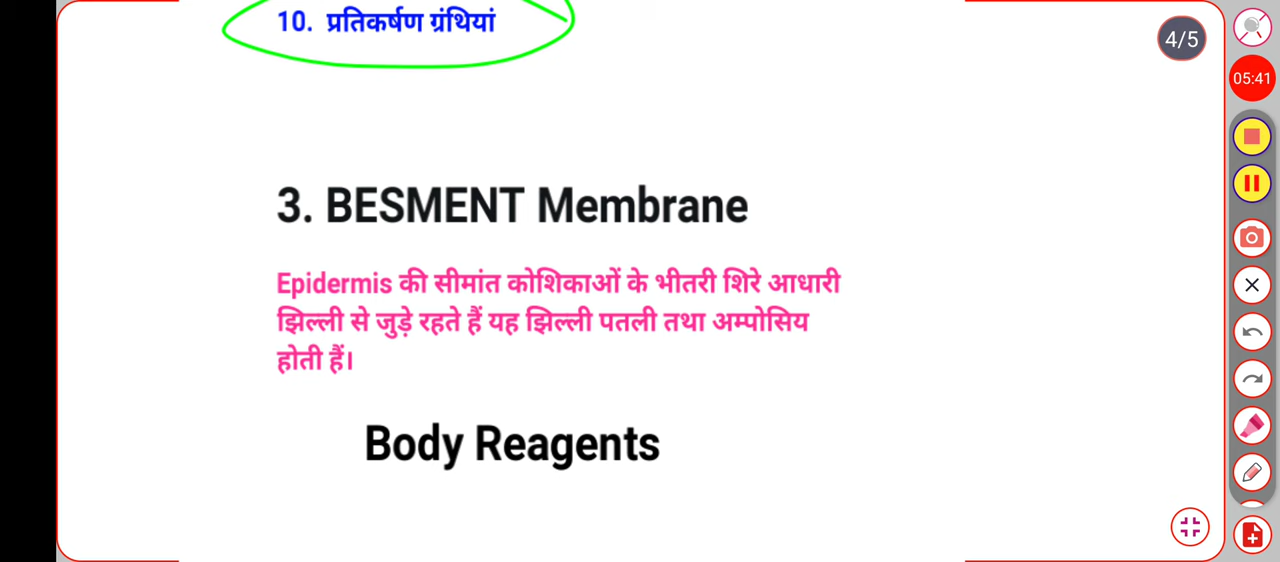 10. प्रतिकर्षण ग्रंथियां
4/5
05:41
3. BESMENT Membrane
Epidermis की सीमांत कोशिकाओं के भीतरी शिरे आधारी
झिल्ली से जुड़े रहते हैं यह झिल्ली पतली तथा अम्पोसिय
होती हैं।
Body Reagents